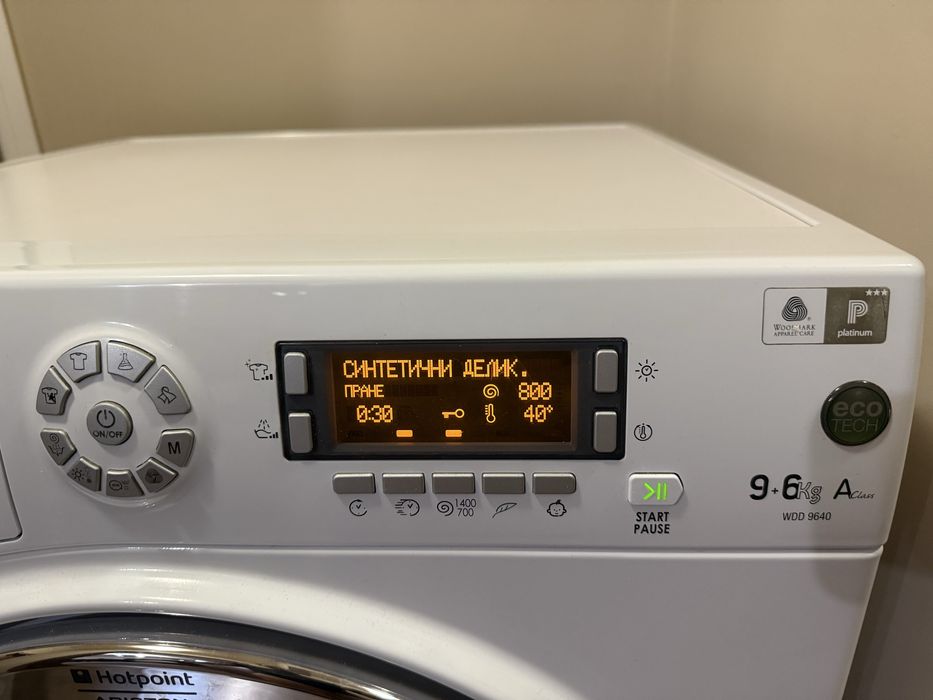 WOOLMARK
APPAREL CARE
P
platinum
СИНТЕТИЧНИ ДЕЛИК.
ПРАНЕ
800
0:30
40°
ON/OFF
M
eco
TECH
1400
700
START
PAUSE
9+6Kg A Class
WDD 9640
Hotpoint
ARISTON